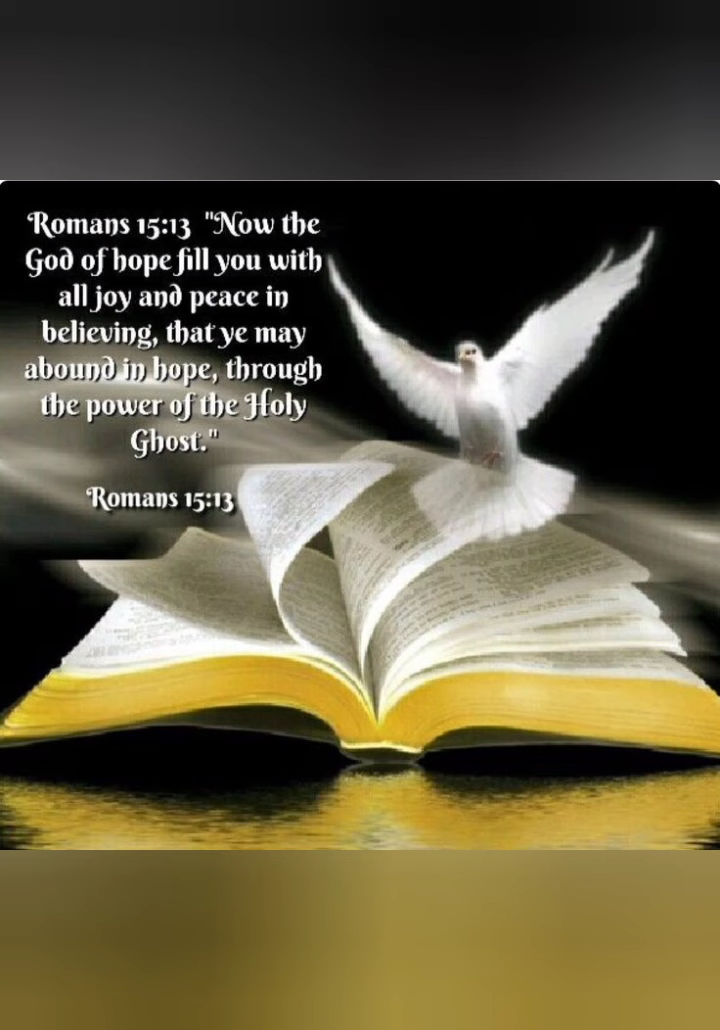 Romans 15:13 "Now the
God of hope fill you with
all joy and peace in
believing, that ye may
abound in hope, through
the power of the Holy
Ghost."
Romans 15:13